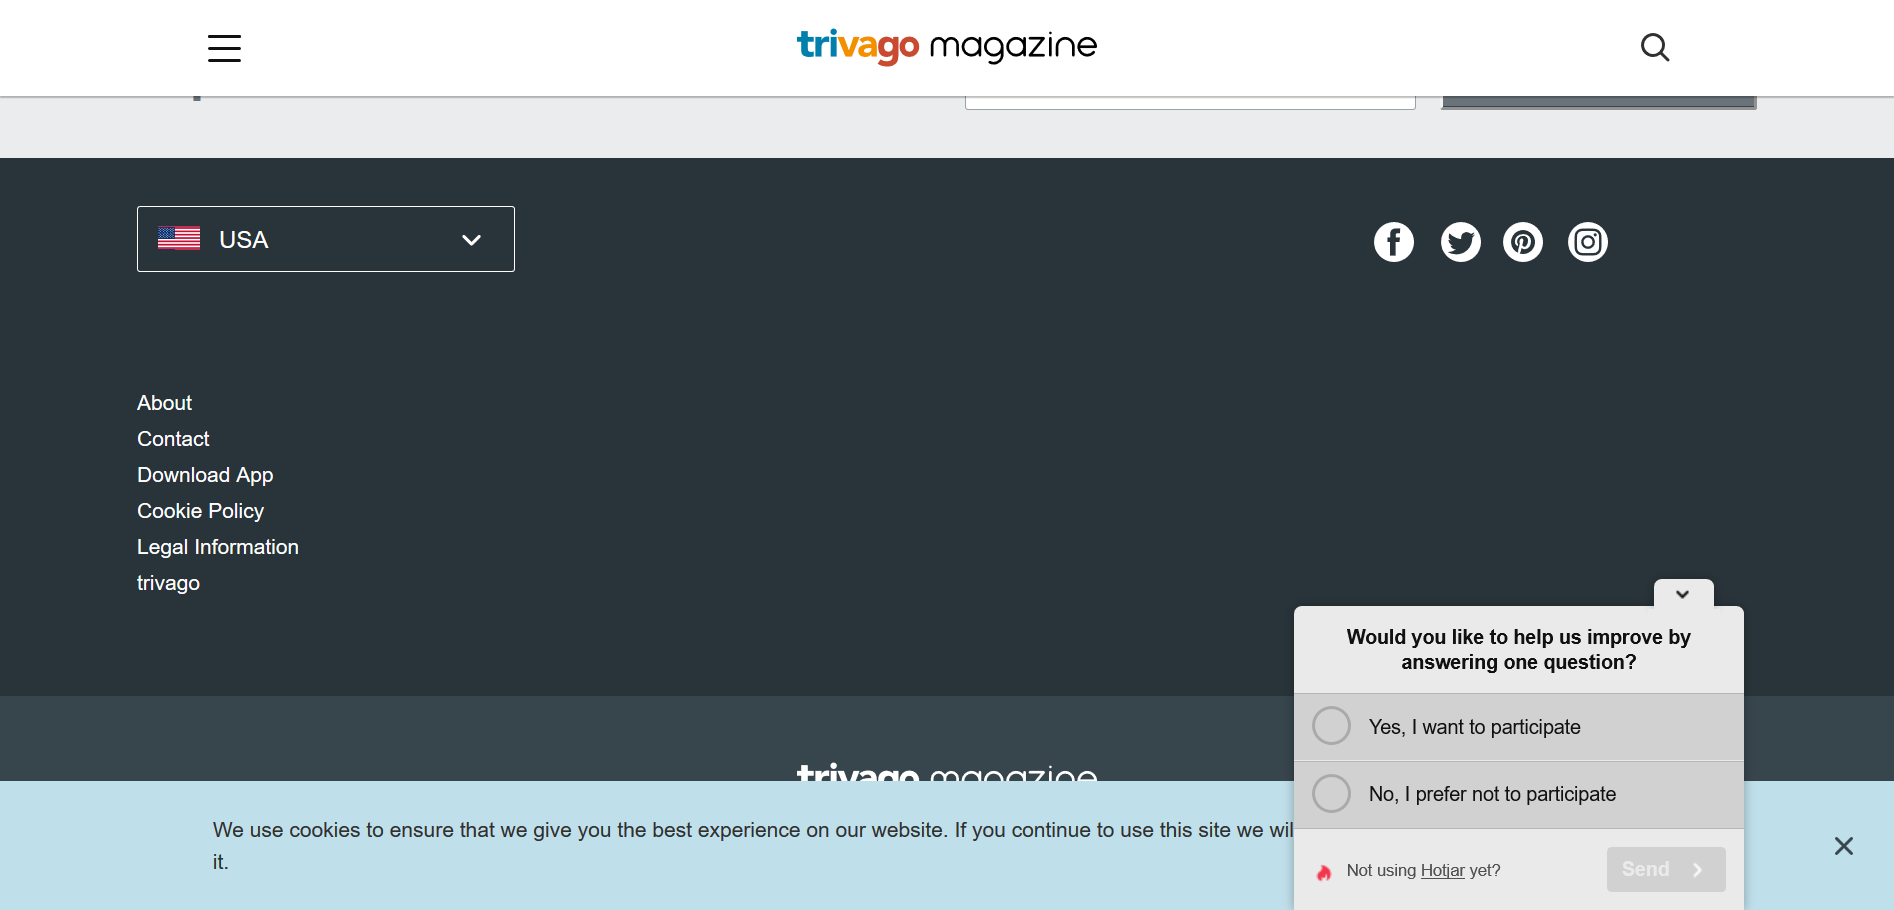 trivago magazine
USA
About
Contact
Download App
Cookie Policy
Legal Information
trivago
Would you like to help us improve by
answering one question?
Yes, I want to participate
No, I prefer not to participate
Not using Hotjar yet?
Send
trivago magazine
We use cookies to ensure that we give you the best experience on our website. If you continue to use this site we
it.